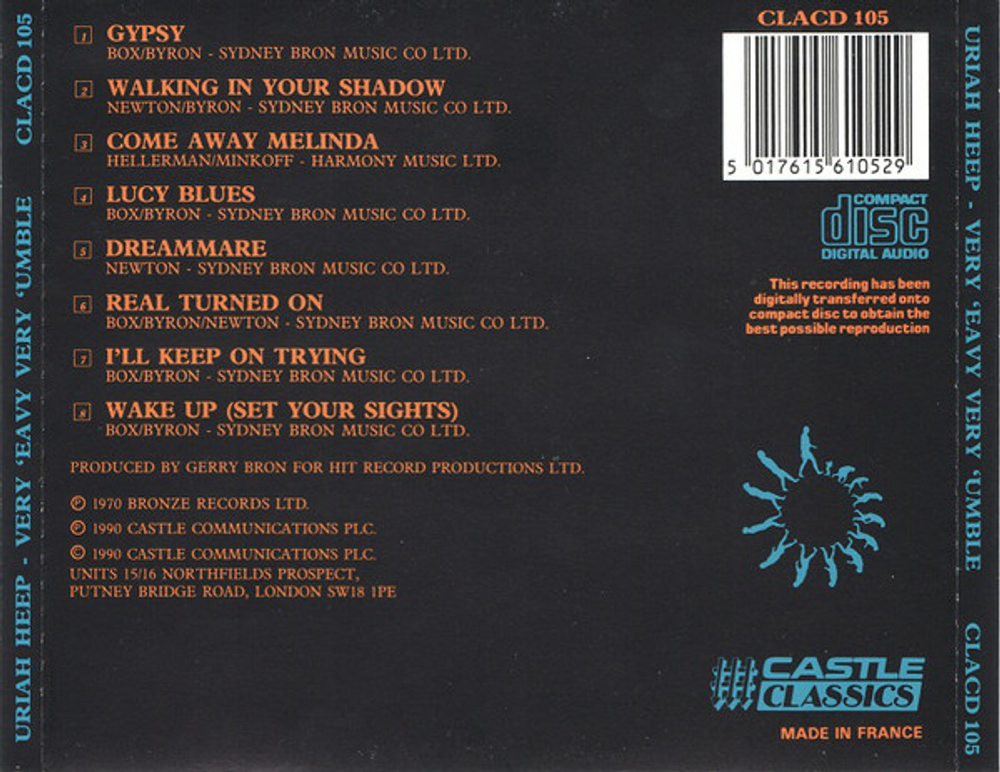 URIAH HEEP - VERY 'EAVY VERY 'UMBLE CLACD 105
1 GYPSY
BOX/BYRON - SYDNEY BRON MUSIC CO LTD.
2 WALKING IN YOUR SHADOW
NEWTON/BYRON - SYDNEY BRON MUSIC CO LTD.
3 COME AWAY MELINDA
HELLERMAN/MINKOFF - HARMONY MUSIC LTD.
4 LUCY BLUES
BOX/BYRON - SYDNEY BRON MUSIC CO LTD.
5 DREAMMARE
NEWTON - SYDNEY BRON MUSIC CO LTD.
6 REAL TURNED ON
BOX/BYRON/NEWTON - SYDNEY BRON MUSIC CO LTD.
7 I'LL KEEP ON TRYING
BOX/BYRON - SYDNEY BRON MUSIC CO LTD.
8 WAKE UP (SET YOUR SIGHTS)
BOX/BYRON - SYDNEY BRON MUSIC CO LTD.
PRODUCED BY GERRY BRON FOR HIT RECORD PRODUCTIONS LTD.
℗ 1970 BRONZE RECORDS LTD.
℗ 1990 CASTLE COMMUNICATIONS PLC.
© 1990 CASTLE COMMUNICATIONS PLC.
UNITS 15/16 NORTHFIELDS PROSPECT,
PUTNEY BRIDGE ROAD, LONDON SW18 1PE
CLACD 105
5 017615 610529
COMPACT
disc
DIGITAL AUDIO
This recording has been
digitally transferred onto
compact disc to obtain the
best possible reproduction
CASTLE
CLASSICS
MADE IN FRANCE
URIAH HEEP - VERY 'EAVY VERY 'UMBLE CLACD 105